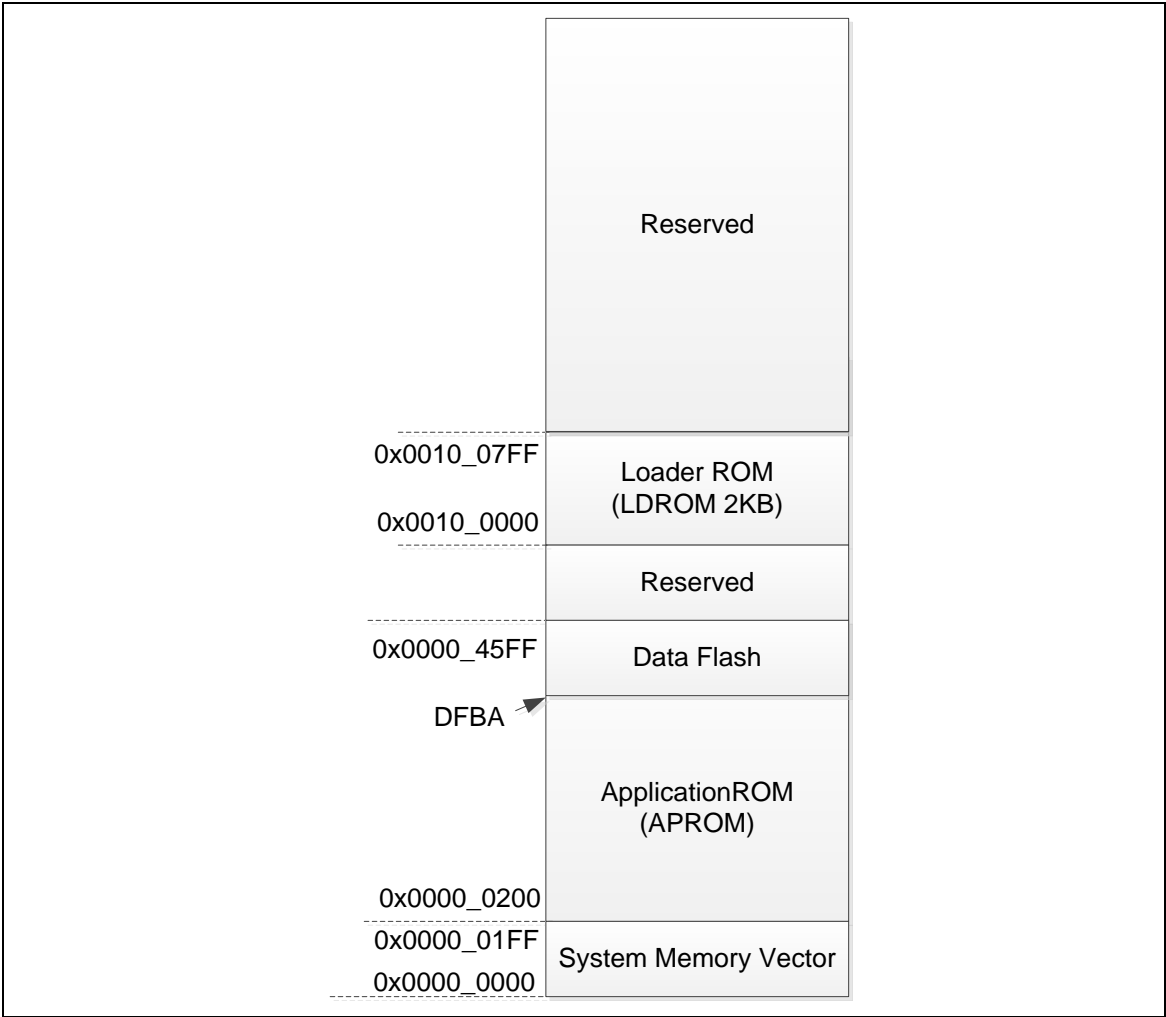 Reserved
0x0010_07FF
Loader ROM
(LDROM 2KB)
0x0010_0000
Reserved
0x0000_45FF
Data Flash
DFBA
ApplicationROM
(APROM)
0x0000_0200
0x0000_01FF
System Memory Vector
0x0000_0000